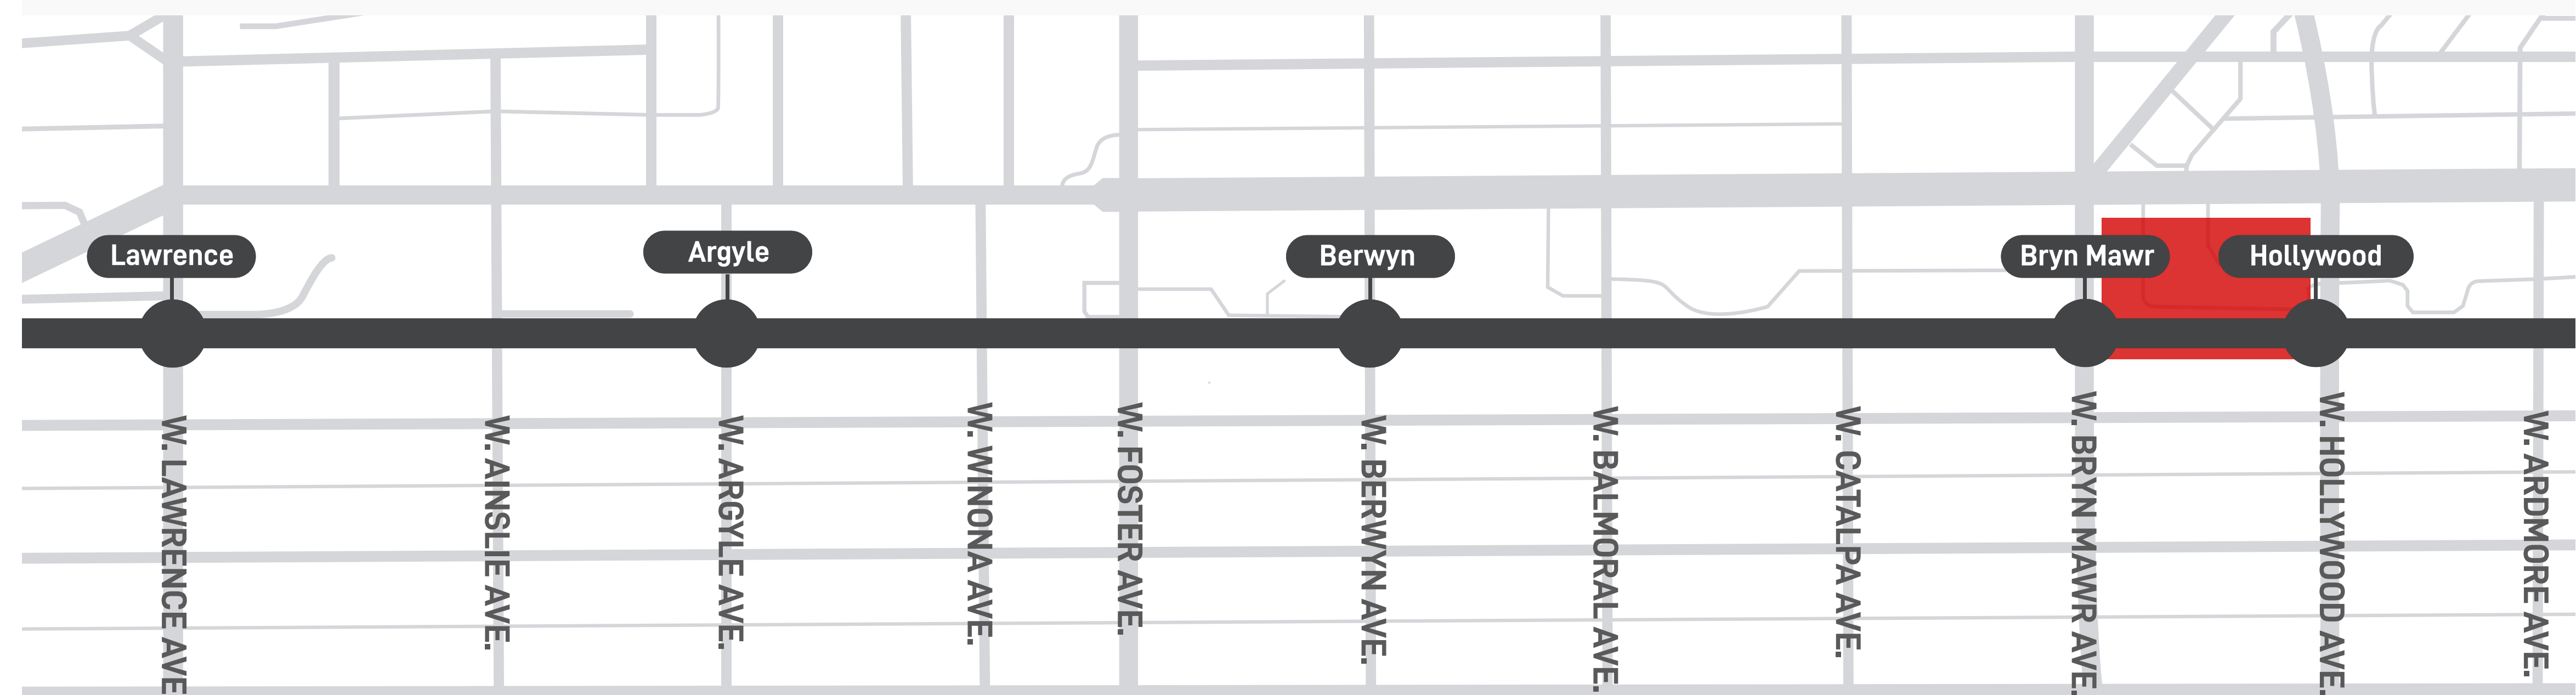 Lawrence
Argyle
Berwyn
Bryn Mawr
Hollywood
W. LAWRENCE AVE
W. AINSLIE AVE.
W. ARGYLE AVE.
W. WINONA AVE.
W. FOSTER AVE.
W. BERWYN AVE.
W. BALMORAL AVE.
W. CATALPA AVE.
W. BRYN MAWR AVE.
W. HOLLYWOOD AVE.
W. ARDMORE AVE.